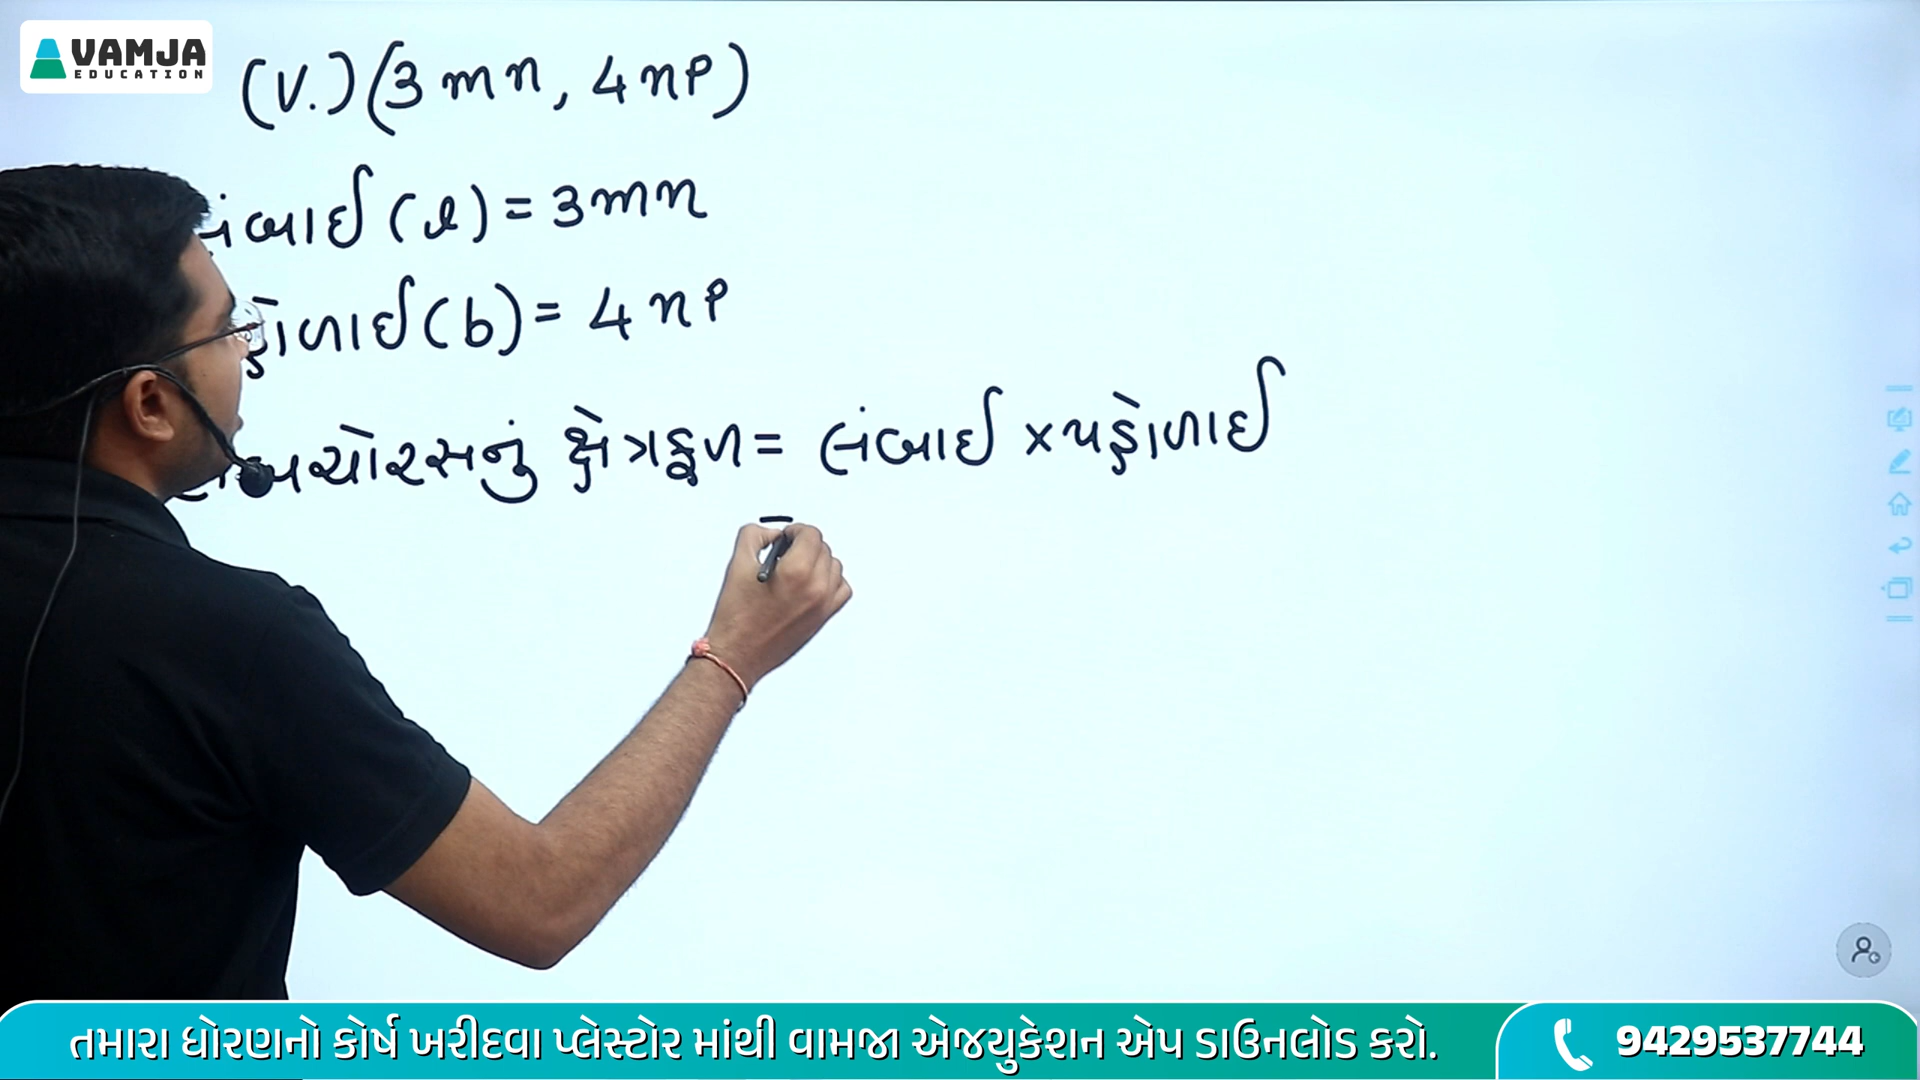 VAMJA
EDUCATION
(V.) (3mn, 4np)
લંબાઈ (l) = 3mn
પહોળાઈ (b) = 4np
લંબચોરસનું ક્ષેત્રફળ = લંબાઈ × પહોળાઈ
=
તમારા ધોરણનો કોર્ષ ખરીદવા પ્લેસ્ટોર માંથી વામજા એજ્યુકેશન એપ ડાઉનલોડ કરો.
9429537744